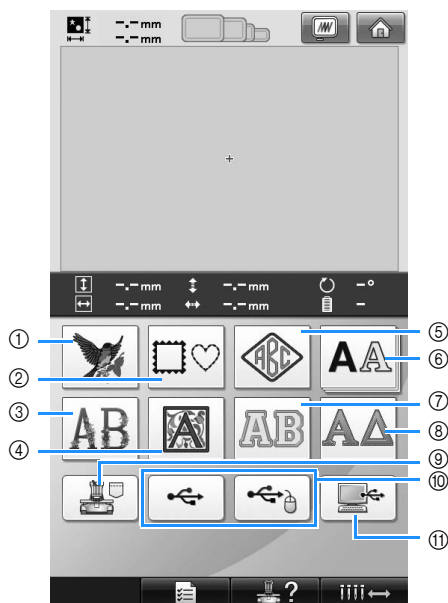 -.- mm
-.- mm
-.- mm -.- mm - °
-.- mm -.- mm -
① ⑤
ABC AA ⑥
②
③ AB A AB AΔ ⑦
④ ⑧
⑨
⑩
⑪
?